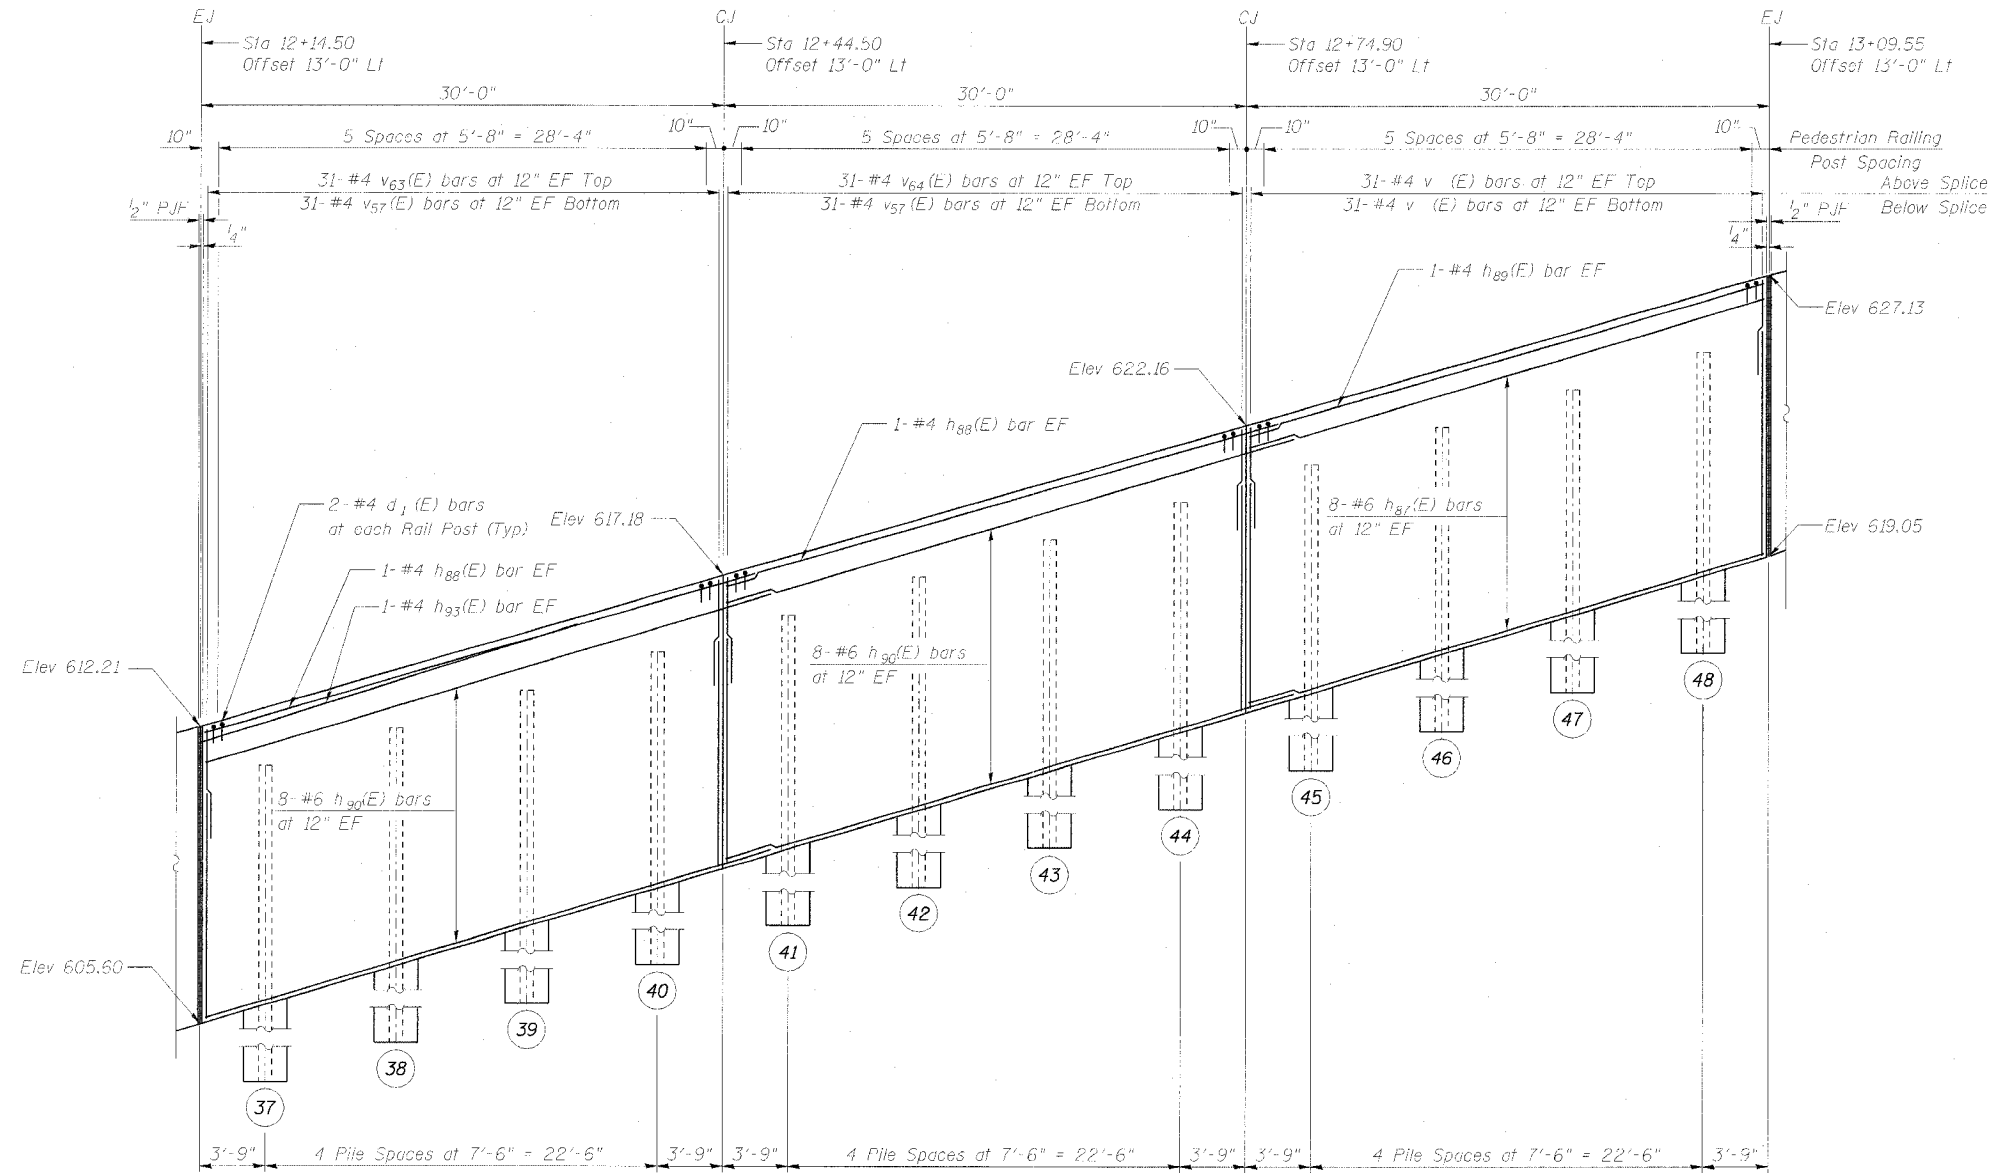 EJ
Sta 12+14.50
Offset 13'-0" Lt
CJ
Sta 12+44.50
Offset 13'-0" Lt
CJ
Sta 12+74.90
Offset 13'-0" Lt
EJ
Sta 13+09.55
Offset 13'-0" Lt
30'-0"
30'-0"
30'-0"
10"
5 Spaces at 5'-8" = 28'-4"
10"
10"
5 Spaces at 5'-8" = 28'-4"
10"
10"
5 Spaces at 5'-8" = 28'-4"
10"
Pedestrian Railing
Post Spacing
31-#4 v63(E) bars at 12" EF Top
31-#4 v64(E) bars at 12" EF Top
31-#4 v (E) bars at 12" EF Top
Above Splice
31-#4 v57(E) bars at 12" EF Bottom
31-#4 v57(E) bars at 12" EF Bottom
31-#4 v (E) bars at 12" EF Bottom
Below Splice
1/2" PJF
1/4"
1/2" PJF
1/4"
1-#4 h89(E) bar EF
Elev 627.13
Elev 622.16
1-#4 h88(E) bar EF
2-#4 d1(E) bars
at each Rail Post (Typ)
Elev 617.18
8-#6 h87(E) bars
at 12" EF
Elev 619.05
1-#4 h88(E) bar EF
1-#4 h93(E) bar EF
Elev 612.21
8-#6 h90(E) bars
at 12" EF
8-#6 h90(E) bars
at 12" EF
Elev 605.60
37
38
39
40
41
42
43
44
45
46
47
48
3'-9"
4 Pile Spaces at 7'-6" = 22'-6"
3'-9"
3'-9"
4 Pile Spaces at 7'-6" = 22'-6"
3'-9"
3'-9"
4 Pile Spaces at 7'-6" = 22'-6"
3'-9"